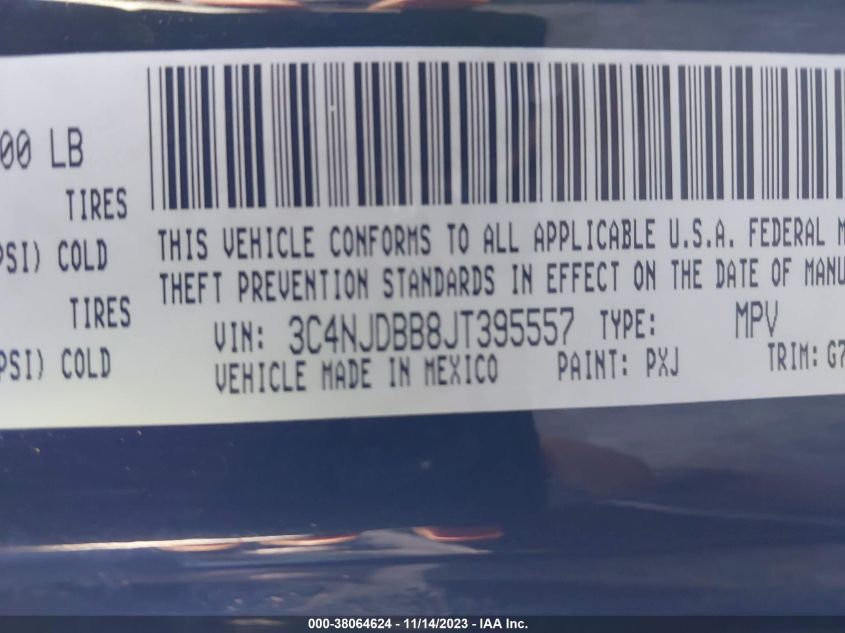 00 LB
TIRES
PSI) COLD
TIRES
PSI) COLD
THIS VEHICLE CONFORMS TO ALL APPLICABLE U.S.A. FEDERAL M
THEFT PREVENTION STANDARDS IN EFFECT ON THE DATE OF MANU
VIN: 3C4NJDBB8JT395557 TYPE: MPV
VEHICLE MADE IN MEXICO PAINT: PXJ TRIM: G7
000-38064624 - 11/14/2023 - IAA Inc.